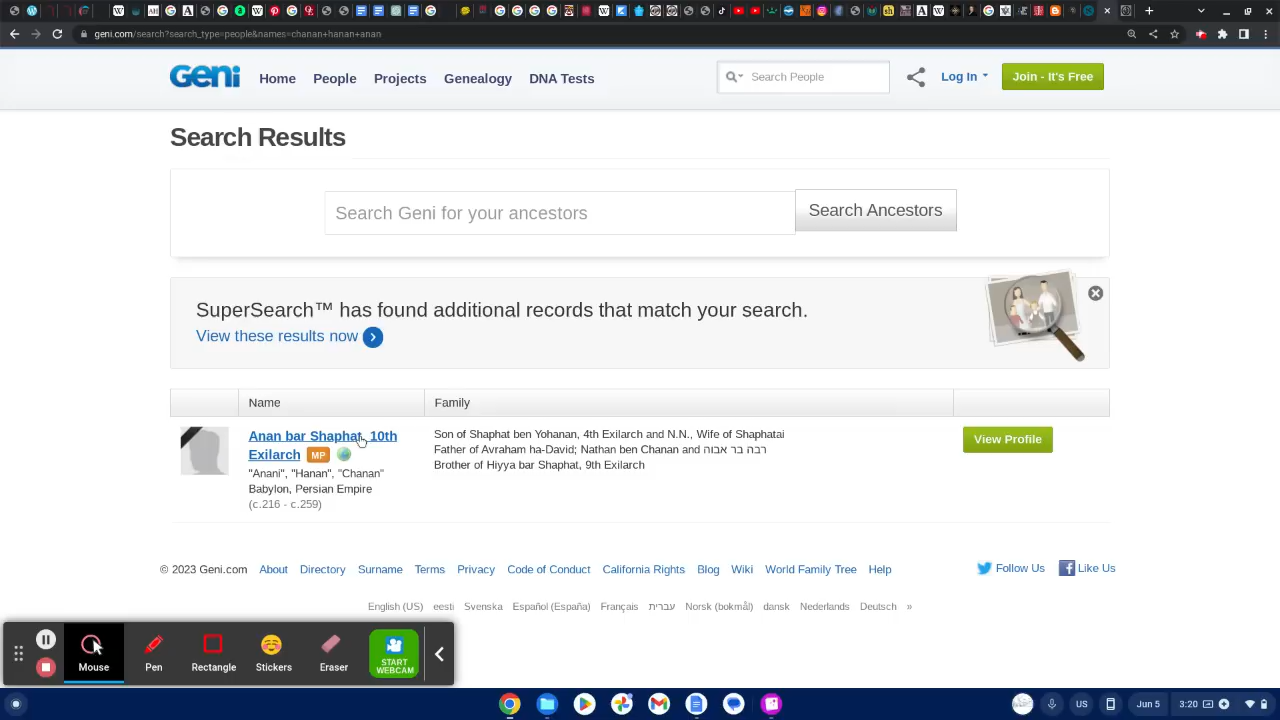 geni.com/search?search_type=people&names=chanan+hanan+anan
Geni
Home People Projects Genealogy DNA Tests
Search People
Log In
Join - It's Free
Search Results
Search Geni for your ancestors
Search Ancestors
SuperSearch™ has found additional records that match your search.
View these results now
Name Family
Anan bar Shaphat, 10th
Exilarch MP
"Anani", "Hanan", "Chanan"
Babylon, Persian Empire
(c.216 - c.259)
Son of Shaphat ben Yohanan, 4th Exilarch and N.N., Wife of Shaphatai
Father of Avraham ha-David; Nathan ben Chanan and רבה בר אבוה
Brother of Hiyya bar Shaphat, 9th Exilarch
View Profile
© 2023 Geni.com About Directory Surname Terms Privacy Code of Conduct California Rights Blog Wiki World Family Tree Help
Follow Us Like Us
English (US) eesti Svenska Español (España) Français עברית Norsk (bokmål) dansk Nederlands Deutsch »
Mouse Pen Rectangle Stickers Eraser
START
WEBCAM
US Jun 5 3:20